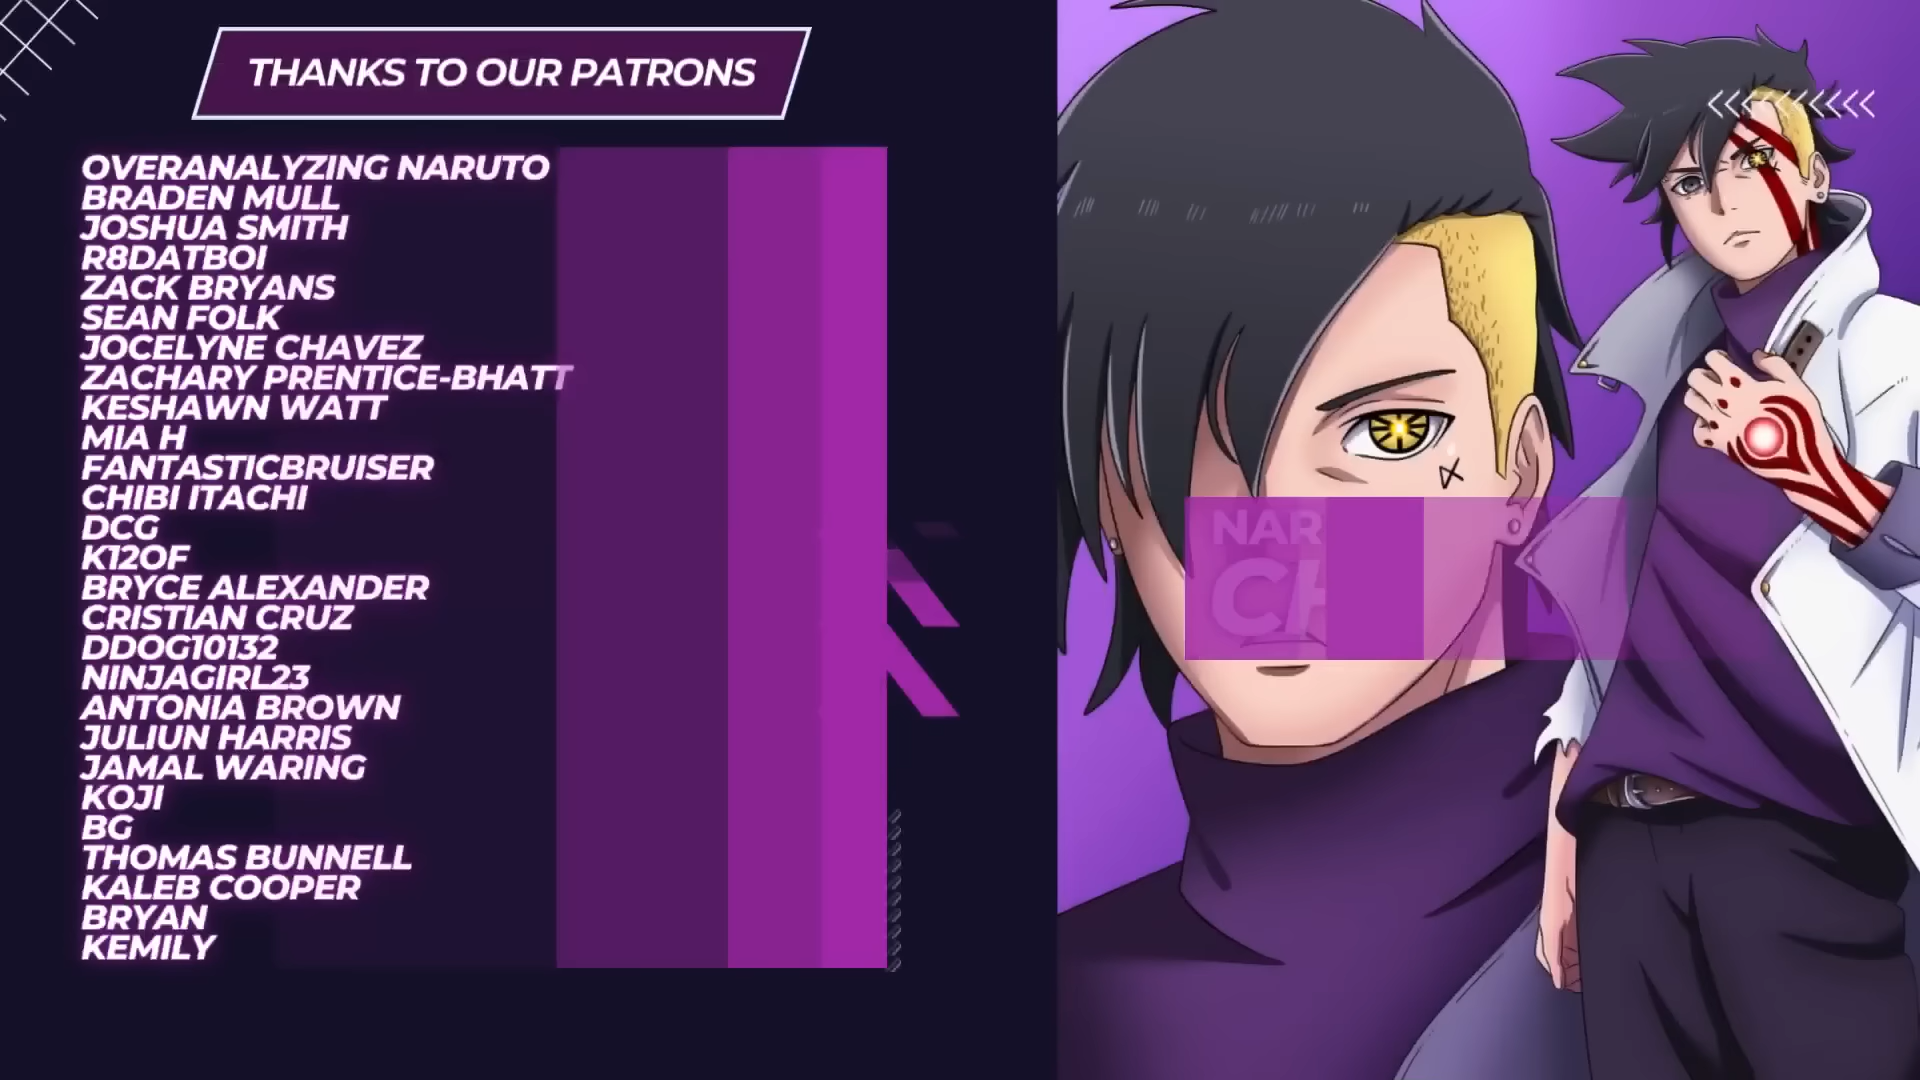 THANKS TO OUR PATRONS
OVERANALYZING NARUTO
BRADEN MULL
JOSHUA SMITH
R8DATBOI
ZACK BRYANS
SEAN FOLK
JOCELYNE CHAVEZ
ZACHARY PRENTICE-BHATT
KESHAWN WATT
MIA H
FANTASTICBRUISER
CHIBI ITACHI
DCG
K12OF
BRYCE ALEXANDER
CRISTIAN CRUZ
DDOG10132
NINJAGIRL23
ANTONIA BROWN
JULIUN HARRIS
JAMAL WARING
KOJI
BG
THOMAS BUNNELL
KALEB COOPER
BRYAN
KEMILY